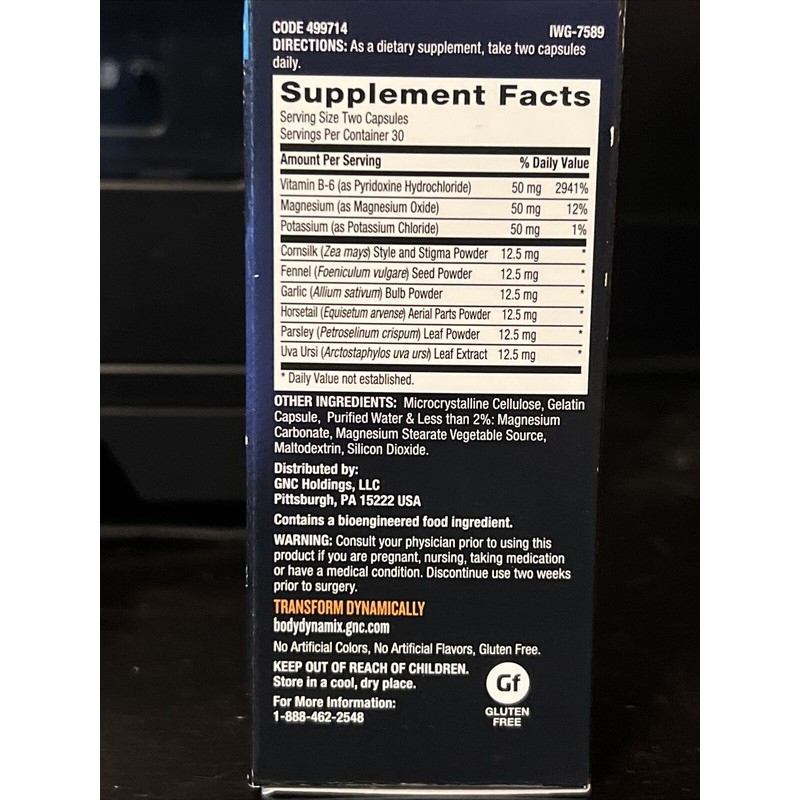 CODE 499714 IWG-7589
DIRECTIONS: As a dietary supplement, take two capsules
daily.
Supplement Facts
Serving Size Two Capsules
Servings Per Container 30
Amount Per Serving % Daily Value
Vitamin B-6 (as Pyridoxine Hydrochloride) 50 mg 2941%
Magnesium (as Magnesium Oxide) 50 mg 12%
Potassium (as Potassium Chloride) 50 mg 1%
Cornsilk (Zea mays) Style and Stigma Powder 12.5 mg *
Fennel (Foeniculum vulgare) Seed Powder 12.5 mg *
Garlic (Allium sativum) Bulb Powder 12.5 mg *
Horsetail (Equisetum arvense) Aerial Parts Powder 12.5 mg *
Parsley (Petroselinum crispum) Leaf Powder 12.5 mg *
Uva Ursi (Arctostaphylos uva ursi) Leaf Extract 12.5 mg *
* Daily Value not established.
OTHER INGREDIENTS: Microcrystalline Cellulose, Gelatin
Capsule, Purified Water & Less than 2%: Magnesium
Carbonate, Magnesium Stearate Vegetable Source,
Maltodextrin, Silicon Dioxide.
Distributed by:
GNC Holdings, LLC
Pittsburgh, PA 15222 USA
Contains a bioengineered food ingredient.
WARNING: Consult your physician prior to using this
product if you are pregnant, nursing, taking medication
or have a medical condition. Discontinue use two weeks
prior to surgery.
TRANSFORM DYNAMICALLY
bodydynamix.gnc.com
No Artificial Colors, No Artificial Flavors, Gluten Free.
KEEP OUT OF REACH OF CHILDREN.
Store in a cool, dry place.
For More Information:
1-888-462-2548
Gf
GLUTEN
FREE